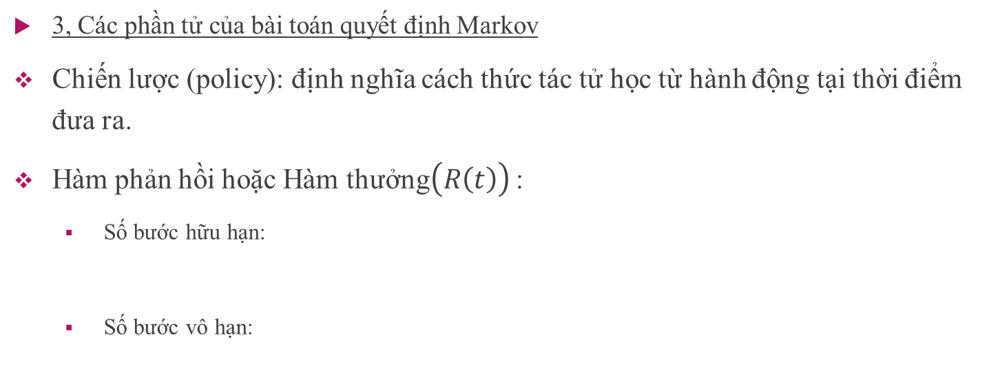 3, Các phần tử của bài toán quyết định Markov
Chiến lược (policy): định nghĩa cách thức tác tử học từ hành động tại thời điểm
đưa ra.
Hàm phản hồi hoặc Hàm thưởng(R(t)) :
Số bước hữu hạn:
Số bước vô hạn: